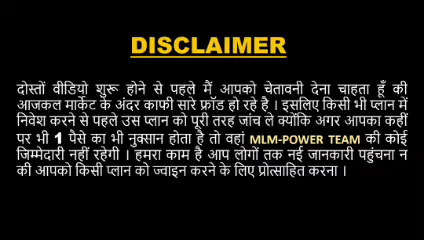 DISCLAIMER
दोस्तों वीडियो शुरू होने से पहले मैं आपको चेतावनी देना चाहता हूँ की
आजकल मार्केट के अंदर काफी सारे फ्रॉड हो रहे है । इसलिए किसी भी प्लान में
निवेश करने से पहले उस प्लान को पूरी तरह जांच ले क्योंकि अगर आपका कहीं
पर भी 1 पैसे का भी नुक्सान होता है तो वहां MLM-POWER TEAM की कोई
जिम्मेदारी नहीं रहेगी । हमरा काम है आप लोगों तक नई जानकारी पहुंचना न
की आपको किसी प्लान को ज्वाइन करने के लिए प्रोत्साहित करना ।